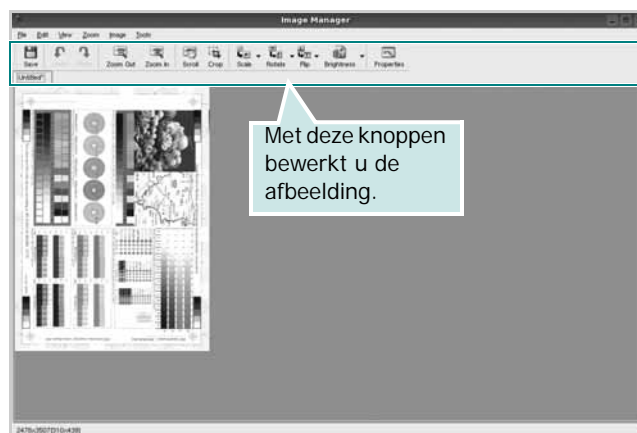 Image Manager
File Edit View Zoom Image Tools
Save Zoom Out Zoom In Scroll Crop Scale Rotate Flip Brightness Properties
Untitled*
Met deze knoppen
bewerkt u de
afbeelding.